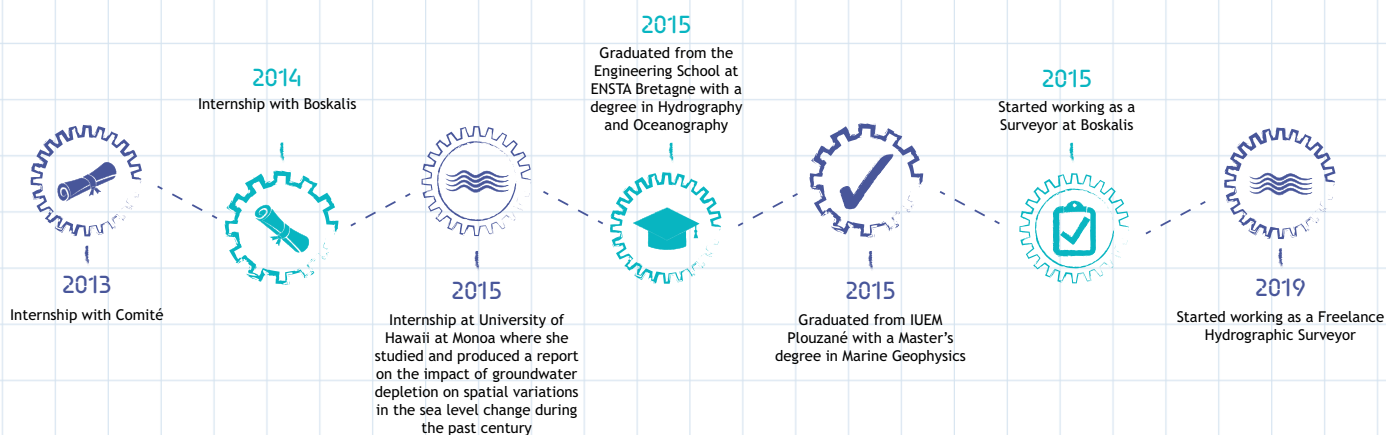 2013
Internship with Comité
2014
Internship with Boskalis
2015
Internship at University of
Hawaii at Monoa where she
studied and produced a report
on the impact of groundwater
depletion on spatial variations
in the sea level change during
the past century
2015
Graduated from the
Engineering School at
ENSTA Bretagne with a
degree in Hydrography
and Oceanography
2015
Graduated from IUEM
Plouzané with a Master's
degree in Marine Geophysics
2015
Started working as a
Surveyor at Boskalis
2019
Started working as a Freelance
Hydrographic Surveyor